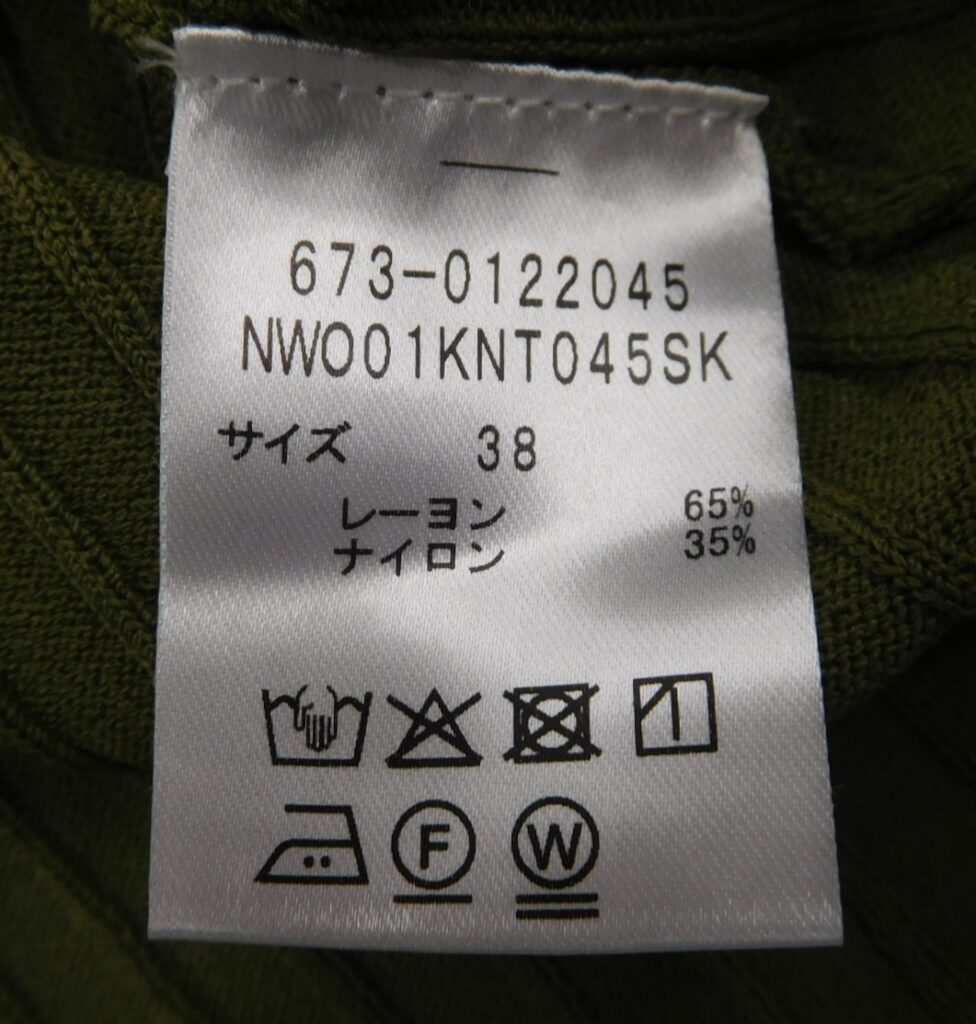 673-0122045
NWO01KNT045SK
サイズ 38
レーヨン 65%
ナイロン 35%
F W